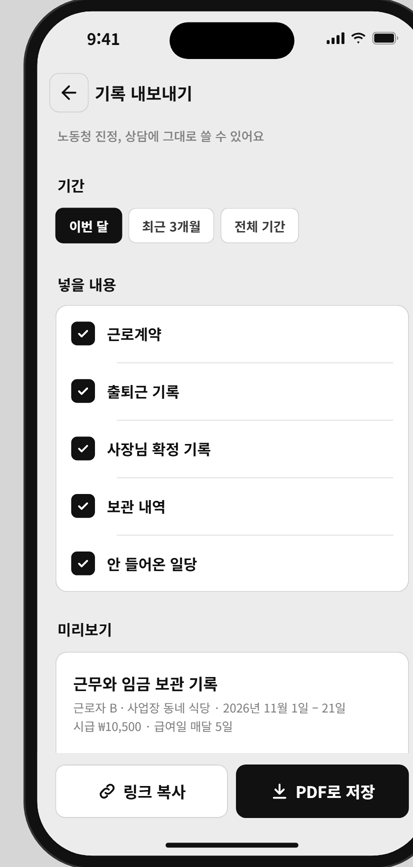 9:41
기록 내보내기
노동청 진정, 상담에 그대로 쓸 수 있어요
기간
이번 달
최근 3개월
전체 기간
넣을 내용
근로계약
출퇴근 기록
사장님 확정 기록
보관 내역
안 들어온 일당
미리보기
근무와 임금 보관 기록
근로자 B · 사업장 동네 식당 · 2026년 11월 1일 – 21일
시급 ₩10,500 · 급여일 매달 5일
링크 복사
PDF로 저장